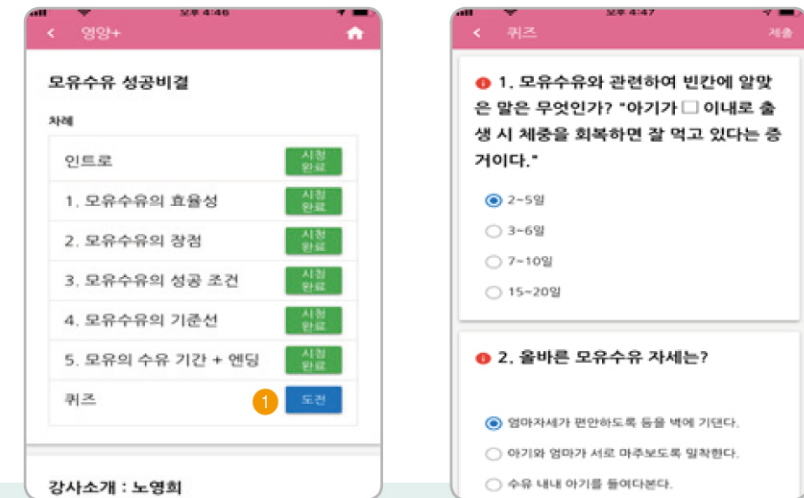 오후 4:46
영양+
모유수유 성공비결
차례
인트로
시청
완료
1. 모유수유의 효율성
시청
완료
2. 모유수유의 장점
시청
완료
3. 모유수유의 성공 조건
시청
완료
4. 모유수유의 기준선
시청
완료
5. 모유의 수유 기간 + 엔딩
시청
완료
퀴즈
1
도전
강사소개 : 노영희
오후 4:47
퀴즈
제출
1. 모유수유와 관련하여 빈칸에 알맞
은 말은 무엇인가? "아기가 □ 이내로 출
생 시 체중을 회복하면 잘 먹고 있다는 증
거이다."
2~5일
3~6일
7~10일
15~20일
2. 올바른 모유수유 자세는?
엄마자세가 편안하도록 등을 벽에 기댄다.
아기와 엄마가 서로 마주보도록 밀착한다.
수유 내내 아기를 들여다본다.